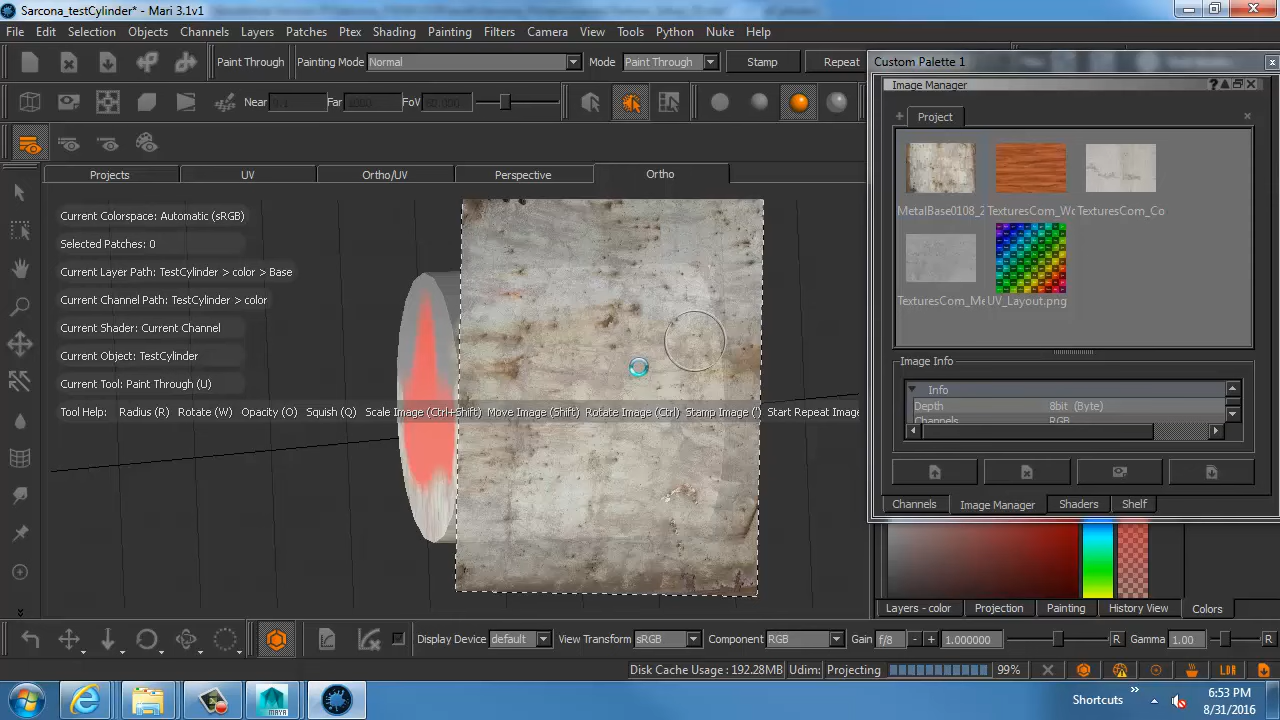 Sarcona_testCylinder* - Mari 3.1v1
File Edit Selection Objects Channels Layers Patches Ptex Shading Painting Filters Camera View Tools Python Nuke Help
Paint Through Painting Mode Normal Mode Paint Through Stamp Repeat
Custom Palette 1
Image Manager
Near 0.1 Far 1000 FoV
Project
Projects UV Ortho/UV Perspective Ortho
MetalBase0108_2 TexturesCom_Wo TexturesCom_Co
TexturesCom_Me UV_Layout.png
Current Colorspace: Automatic (sRGB)
Selected Patches: 0
Current Layer Path: TestCylinder > color > Base
Current Channel Path: TestCylinder > color
Current Shader: Current Channel
Current Object: TestCylinder
Current Tool: Paint Through (U)
Tool Help: Radius (R) Rotate (W) Opacity (O) Squish (Q) Scale Image (Ctrl+Shift) Move Image (Shift) Rotate Image (Ctrl) Stamp Image (') Start Repeat Image
Image Info
Info
Depth 8bit (Byte)
Channels RGB
Channels Image Manager Shaders Shelf
Layers - color Projection Painting History View Colors
Display Device default View Transform sRGB Component RGB Gain f/8 - + 1.000000 R Gamma 1.00 R
Disk Cache Usage : 192.28MB Udim: Projecting 99% LDR
MAYA
Shortcuts
6:53 PM
8/31/2016